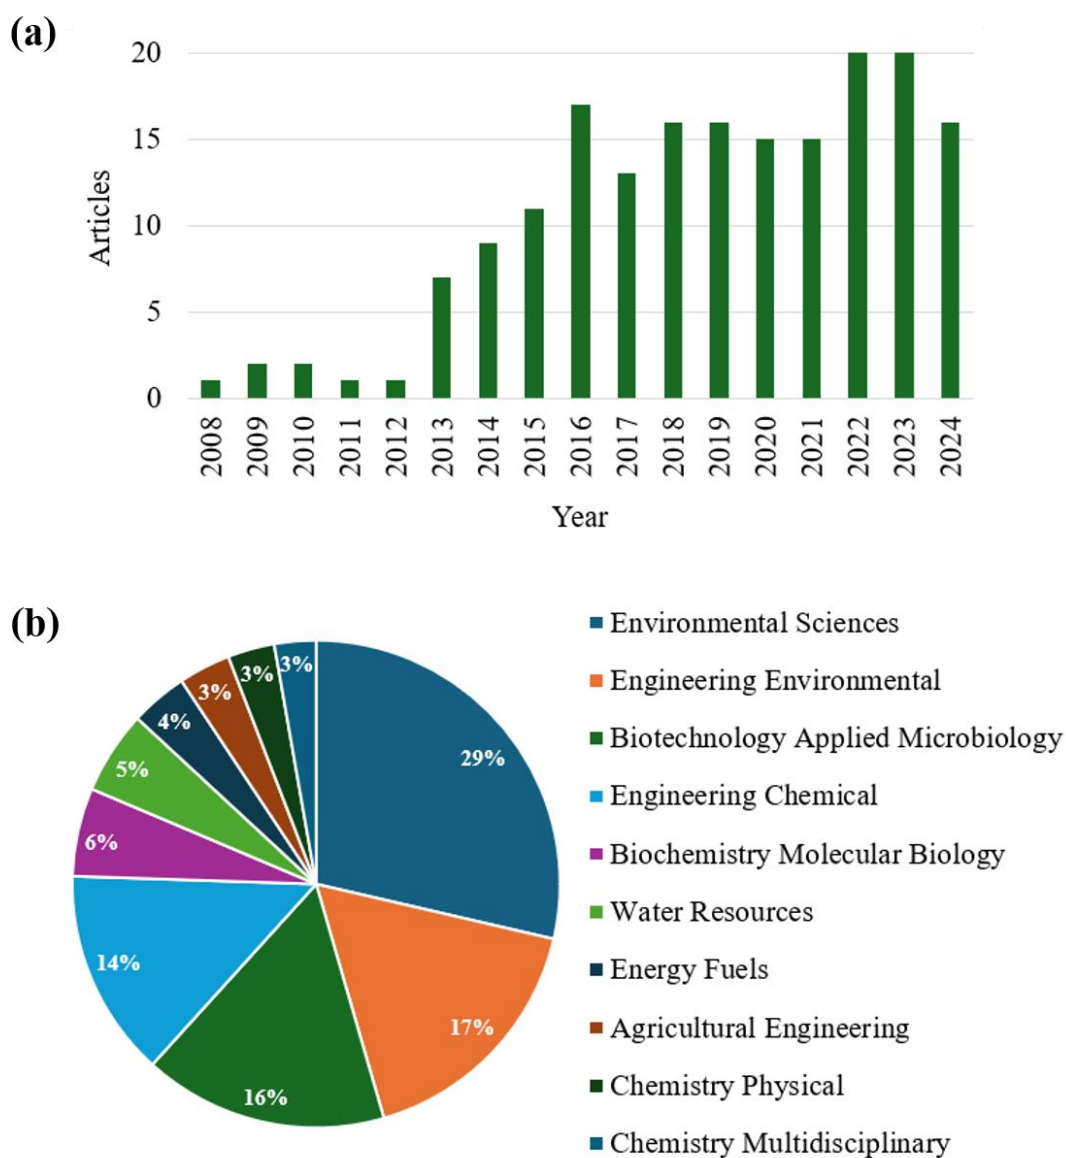 (a)
20
15
10
5
0
Articles
2008 2009 2010 2011 2012 2013 2014 2015 2016 2017 2018 2019 2020 2021 2022 2023 2024
Year
(b)
29%
17%
16%
14%
6%
5%
4%
3%
3%
3%
Environmental Sciences
Engineering Environmental
Biotechnology Applied Microbiology
Engineering Chemical
Biochemistry Molecular Biology
Water Resources
Energy Fuels
Agricultural Engineering
Chemistry Physical
Chemistry Multidisciplinary